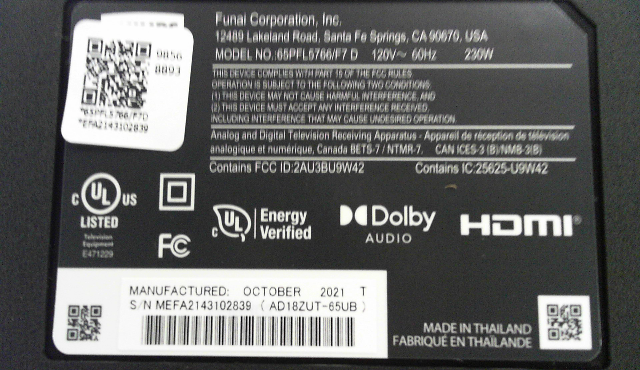 Funai Corporation, Inc.
12489 Lakeland Road, Santa Fe Springs, CA 90670, USA
MODEL NO.:65PFL5766/F7 D 120V~ 60Hz 230W
9856
8893
*65PFL5766/F7D
*EFA2143102839
THIS DEVICE COMPLIES WITH PART 15 OF THE FCC RULES.
OPERATION IS SUBJECT TO THE FOLLOWING TWO CONDITIONS:
(1) THIS DEVICE MAY NOT CAUSE HARMFUL INTERFERENCE, AND
(2) THIS DEVICE MUST ACCEPT ANY INTERFERENCE RECEIVED,
INCLUDING INTERFERENCE THAT MAY CAUSE UNDESIRED OPERATION.
Analog and Digital Television Receiving Apparatus - Appareil de réception de télévision
analogique et numérique, Canada BETS-7 / NTMR-7. CAN ICES-3 (B)/NMB-3(B)
Contains FCC ID:2AU3BU9W42 Contains IC:25625-U9W42
C UL US
LISTED
Television
Equipment
E471229
FC
C UL Energy
Verified
Dolby
AUDIO
HDMI®
MANUFACTURED: OCTOBER 2021 T
S/N MEFA2143102839 ( AD18ZUT-65UB )
MADE IN THAILAND
FABRIQUÉ EN THAÏLANDE